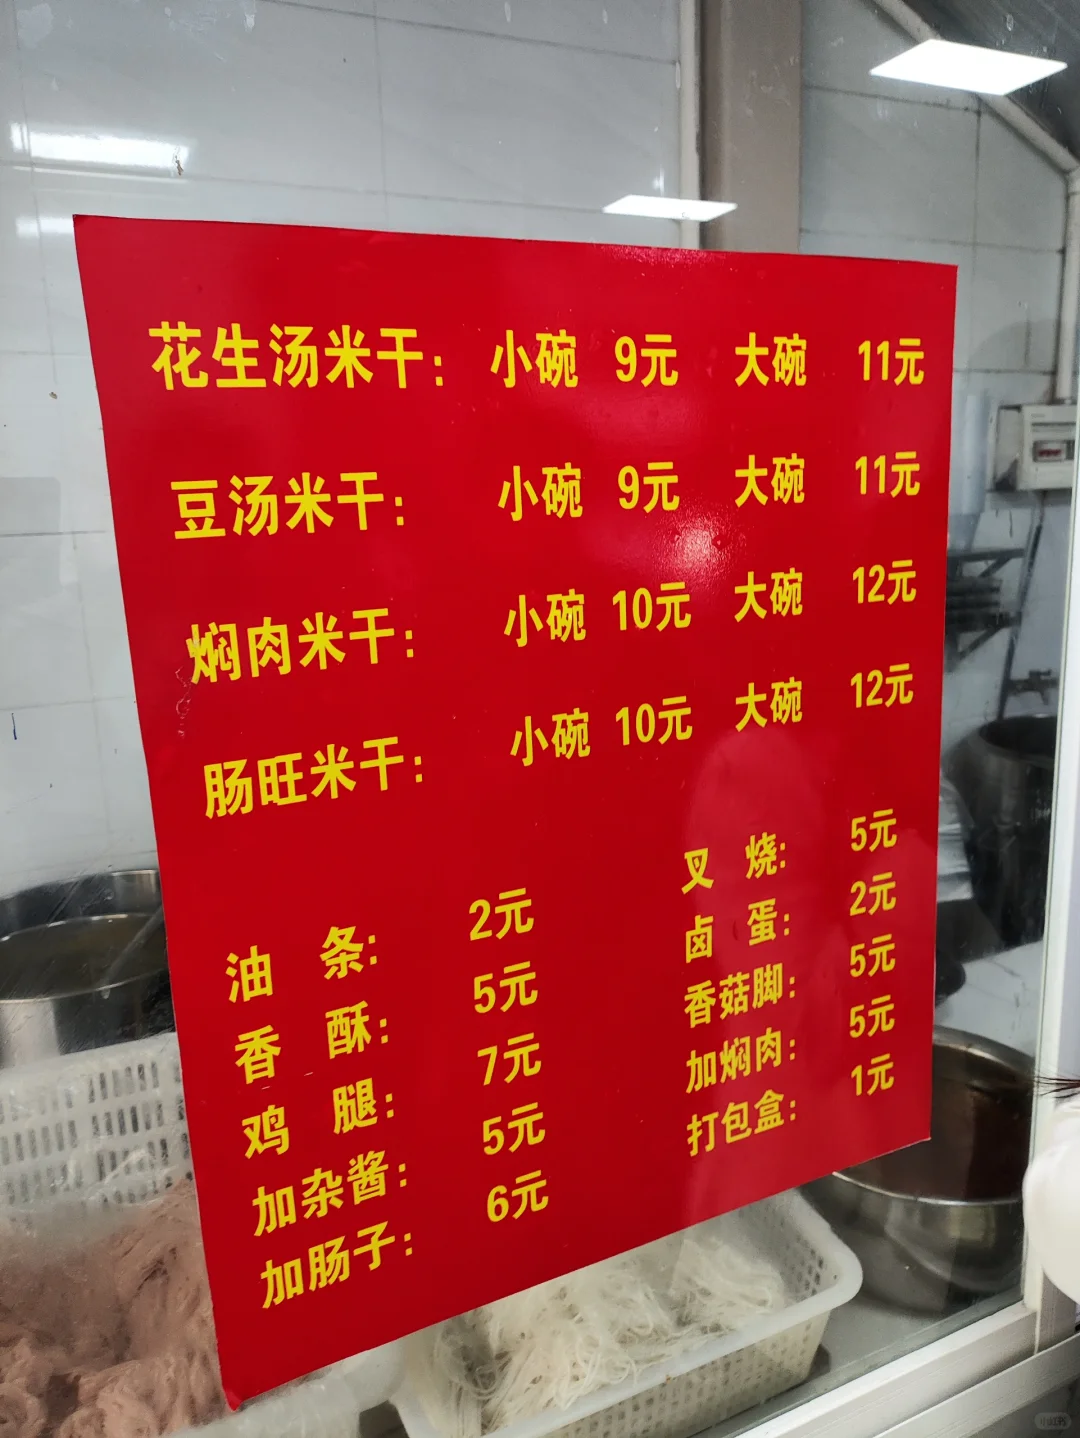 花生汤米干: 小碗 9元 大碗 11元
豆汤米干: 小碗 9元 大碗 11元
焖肉米干: 小碗 10元 大碗 12元
肠旺米干: 小碗 10元 大碗 12元
油条: 2元
香酥: 5元
鸡腿: 7元
加杂酱: 5元
加肠子: 6元
叉烧: 5元
卤蛋: 2元
香菇脚: 5元
加焖肉: 5元
打包盒: 1元
小红书